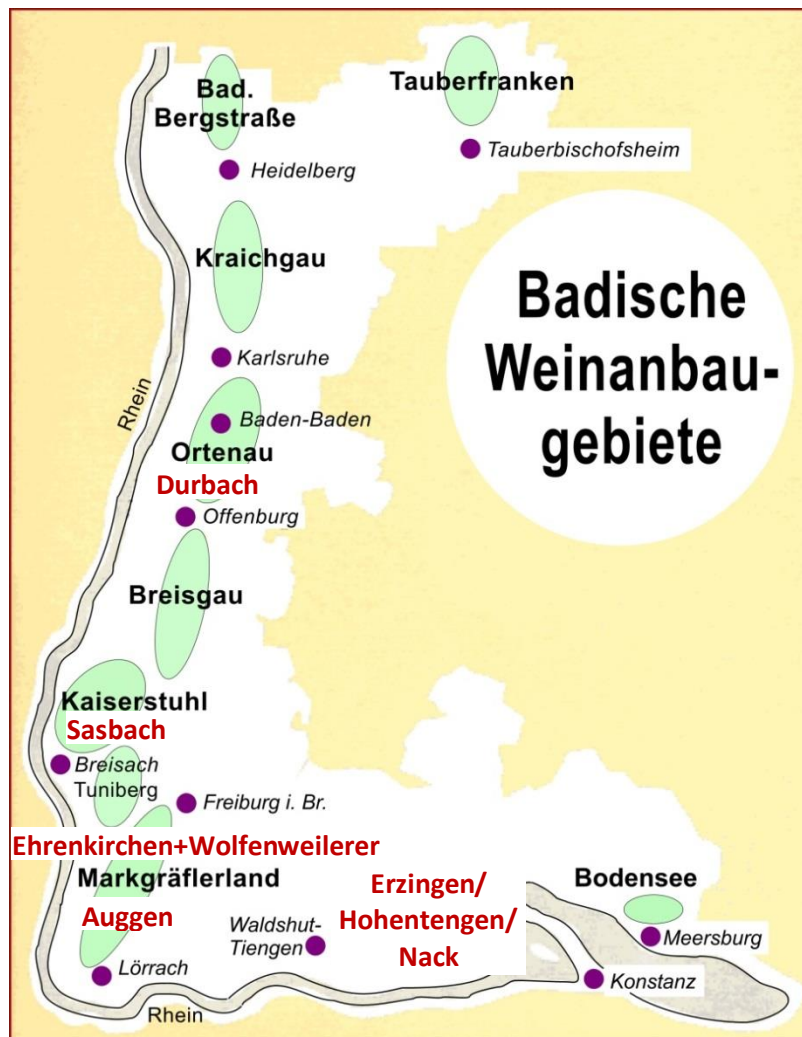 Bad.
Bergstraße
Tauberfranken
Heidelberg
Tauberbischofsheim
Kraichgau
Badische
Weinanbau-
gebiete
Karlsruhe
Rhein
Baden-Baden
Ortenau
Durbach
Offenburg
Breisgau
Kaiserstuhl
Sasbach
Breisach
Tuniberg
Freiburg i. Br.
Ehrenkirchen+Wolfenweilerer
Markgräflerland
Auggen
Erzingen/
Hohentengen/
Nack
Waldshut-
Tiengen
Bodensee
Meersburg
Lörrach
Konstanz
Rhein